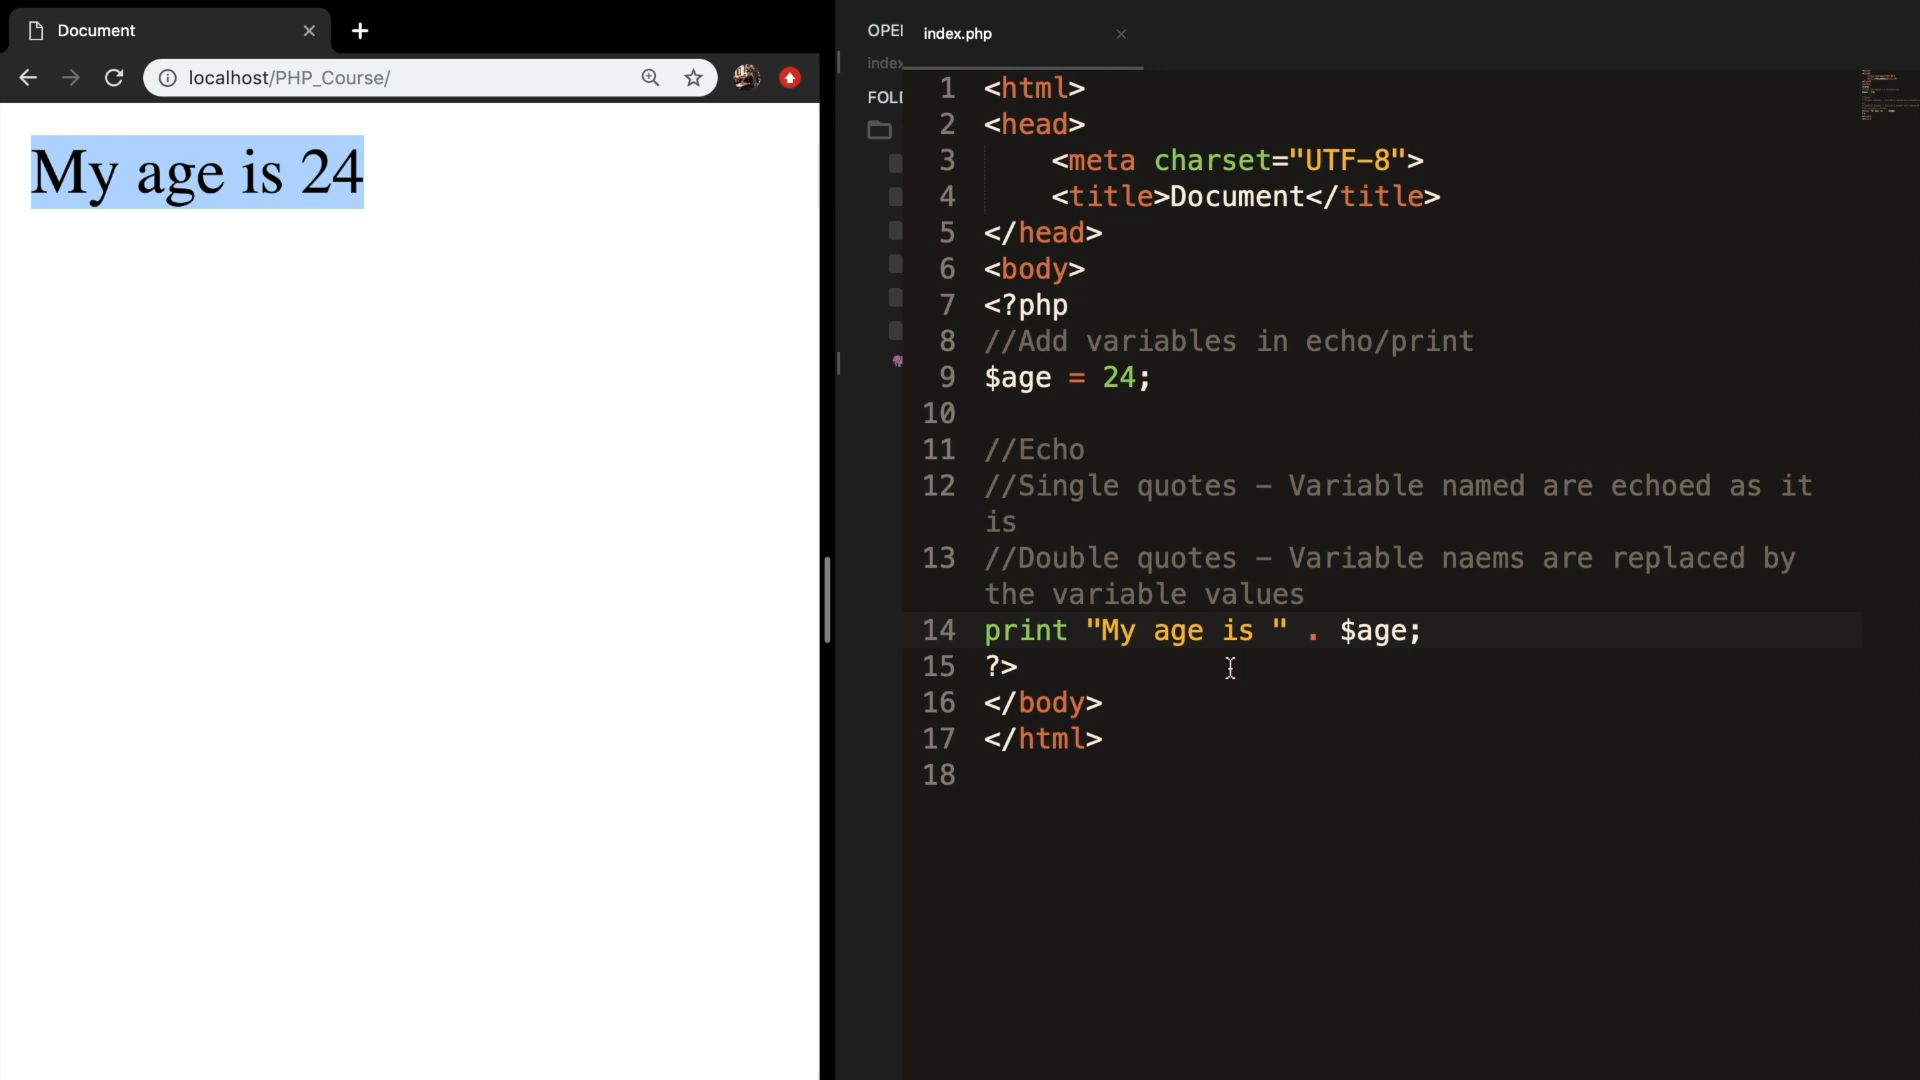 Document
localhost/PHP_Course/
My age is 24
OPE
index
FOL
index.php
1 <html>
2 <head>
3 <meta charset="UTF-8">
4 <title>Document</title>
5 </head>
6 <body>
7 <?php
8 //Add variables in echo/print
9 $age = 24;
10
11 //Echo
12 //Single quotes – Variable named are echoed as it
is
13 //Double quotes – Variable naems are replaced by
the variable values
14 print "My age is " . $age;
15 ?>
16 </body>
17 </html>
18